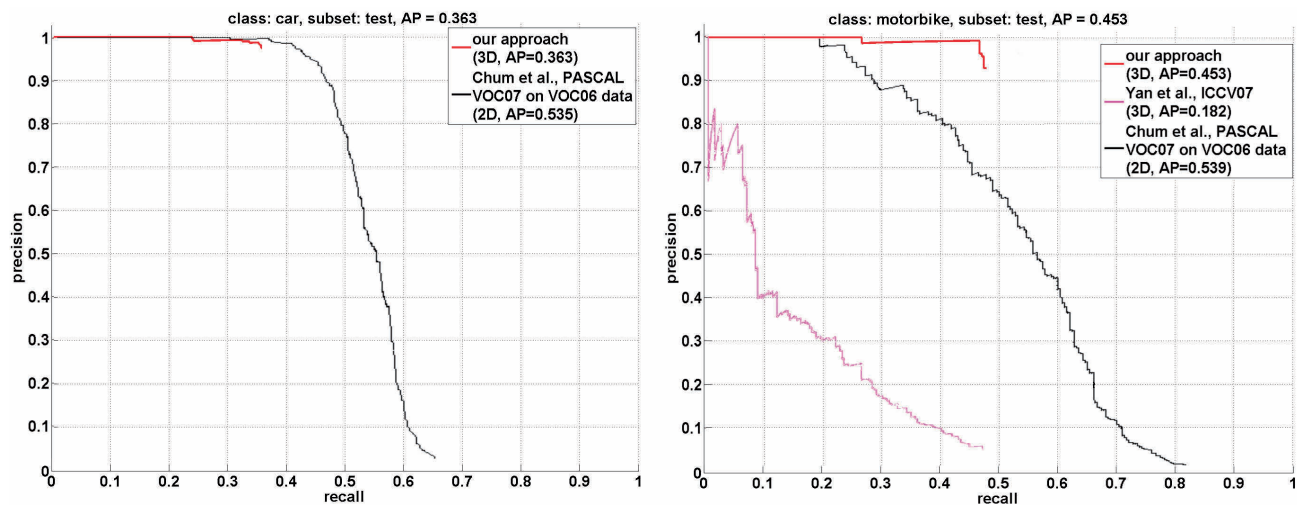 class: car, subset: test, AP = 0.363
our approach
(3D, AP=0.363)
Chum et al., PASCAL
VOC07 on VOC06 data
(2D, AP=0.535)
precision
1
0.9
0.8
0.7
0.6
0.5
0.4
0.3
0.2
0.1
0
0 0.1 0.2 0.3 0.4 0.5 0.6 0.7 0.8 0.9 1
recall
class: motorbike, subset: test, AP = 0.453
our approach
(3D, AP=0.453)
Yan et al., ICCV07
(3D, AP=0.182)
Chum et al., PASCAL
VOC07 on VOC06 data
(2D, AP=0.539)
precision
1
0.9
0.8
0.7
0.6
0.5
0.4
0.3
0.2
0.1
0
0 0.1 0.2 0.3 0.4 0.5 0.6 0.7 0.8 0.9 1
recall